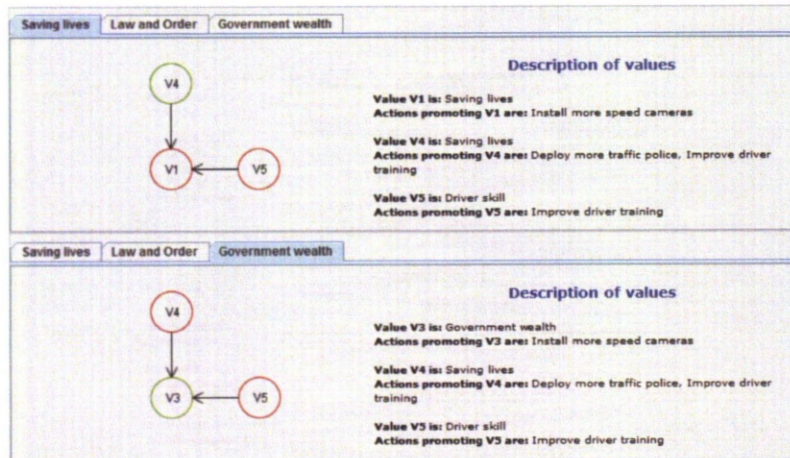 Saving lives Law and Order Government wealth
Description of values
V4
Value V1 is: Saving lives
Actions promoting V1 are: Install more speed cameras
Value V4 is: Saving lives
Actions promoting V4 are: Deploy more traffic police, Improve driver
training
V1 V5
Value V5 is: Driver skill
Actions promoting V5 are: Improve driver training
Saving lives Law and Order Government wealth
Description of values
V4
Value V3 is: Government wealth
Actions promoting V3 are: Install more speed cameras
Value V4 is: Saving lives
Actions promoting V4 are: Deploy more traffic police, Improve driver
training
V3 V5
Value V5 is: Driver skill
Actions promoting V5 are: Improve driver training